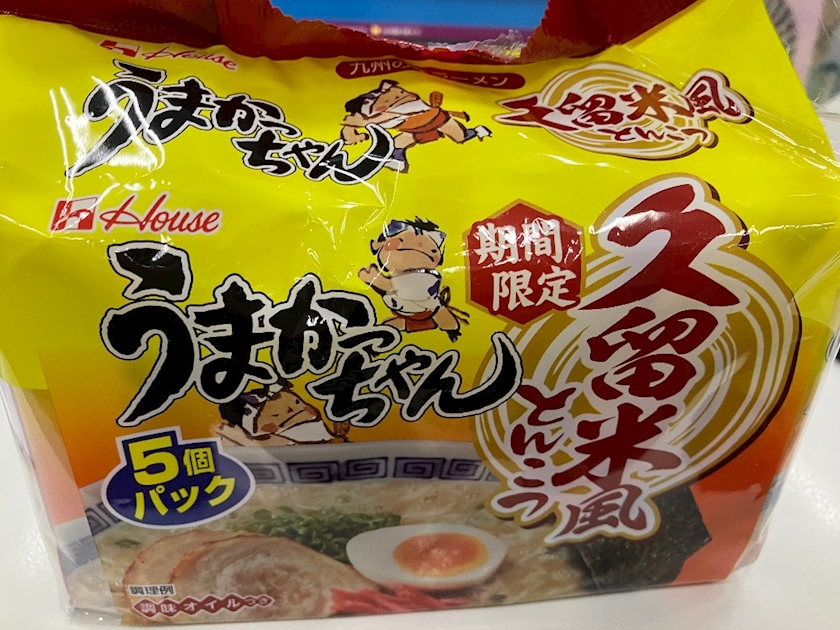 House
うまかっちゃん
九州の
ラーメン
久留米風
とんこつ
House
うまかっちゃん
期間
限定
久留米風
とんこつ
5個
パック
調理例
調味オイルつき